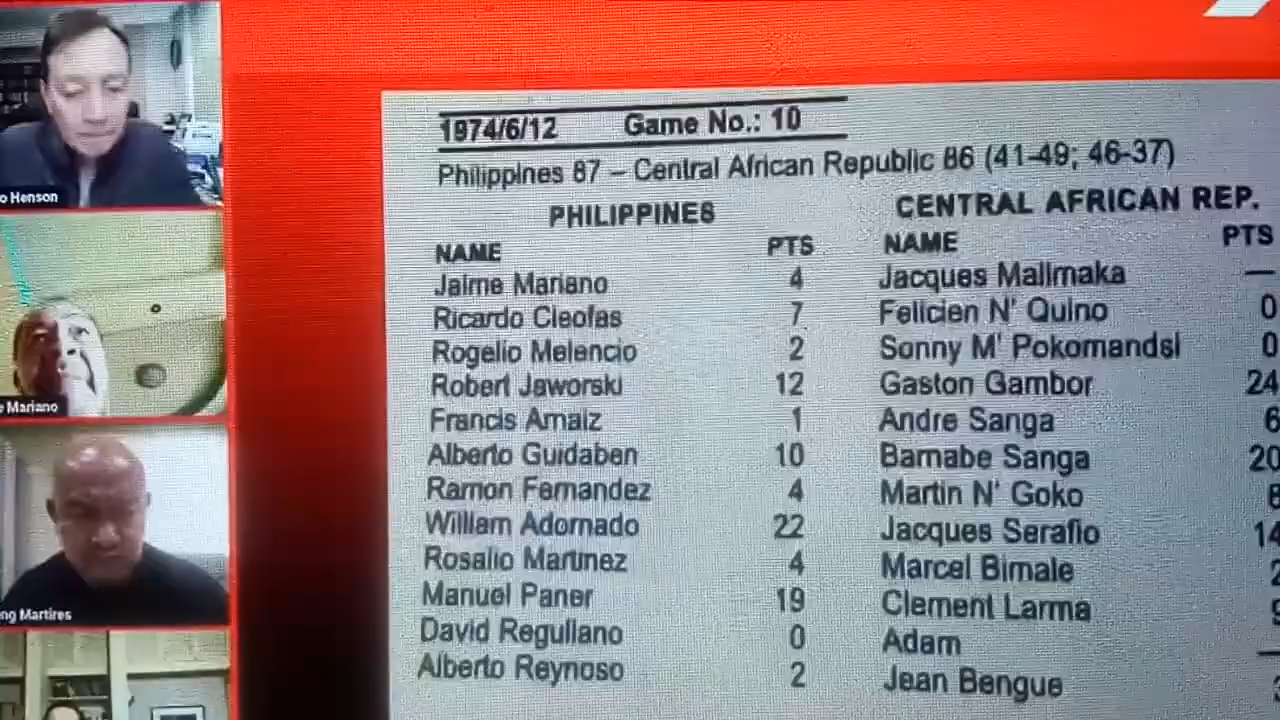 1974/6/12 Game No.: 10
Philippines 87 – Central African Republic 86 (41-49; 46-37)
PHILIPPINES CENTRAL AFRICAN REP.
NAME PTS NAME PTS
Jaime Mariano 4 Jacques Malimaka —
Ricardo Cleofas 7 Felicien N' Quino 0
Rogelio Melencio 2 Sonny M' Pokomandsi 0
Robert Jaworski 12 Gaston Gambor 24
Francis Arnaiz 1 Andre Sanga 6
Alberto Guidaben 10 Barnabe Sanga 20
Ramon Fernandez 4 Martin N' Goko 8
William Adornado 22 Jacques Serafio 14
Rosalio Martinez 4 Marcel Bimale 2
Manuel Paner 19 Clement Larma 9
David Regullano 0 Adam —
Alberto Reynoso 2 Jean Bengue
o Henson
Mariano
ng Martires